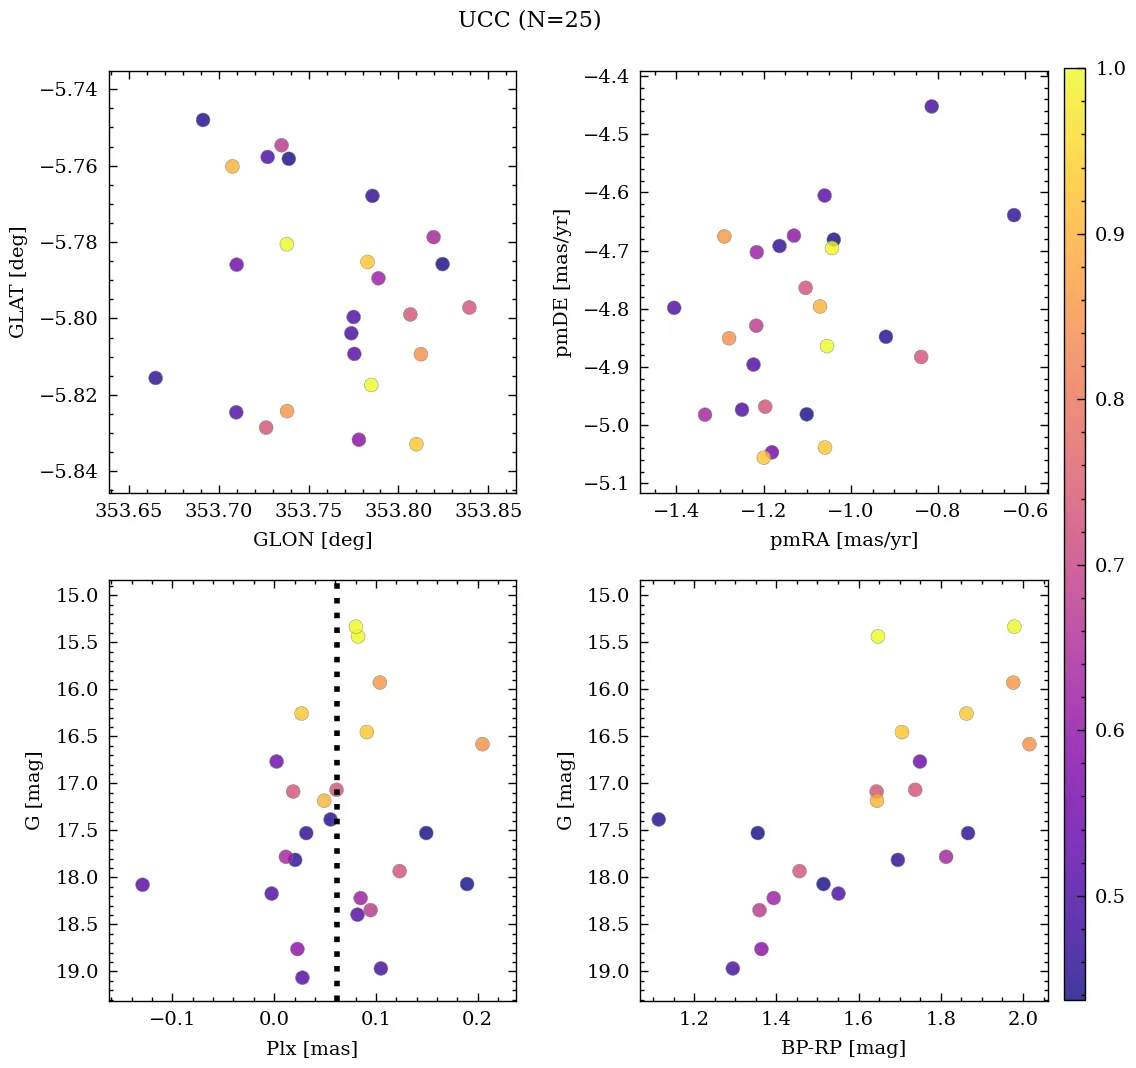 UCC (N=25)
−5.74
−5.76
−5.78
−5.80
−5.82
−5.84
GLAT [deg]
353.65 353.70 353.75 353.80 353.85
GLON [deg]
−4.4
−4.5
−4.6
−4.7
−4.8
−4.9
−5.0
−5.1
pmDE [mas/yr]
−1.4 −1.2 −1.0 −0.8 −0.6
pmRA [mas/yr]
15.0
15.5
16.0
16.5
17.0
17.5
18.0
18.5
19.0
G [mag]
−0.1 0.0 0.1 0.2
Plx [mas]
15.0
15.5
16.0
16.5
17.0
17.5
18.0
18.5
19.0
G [mag]
1.2 1.4 1.6 1.8 2.0
BP-RP [mag]
1.0
0.9
0.8
0.7
0.6
0.5